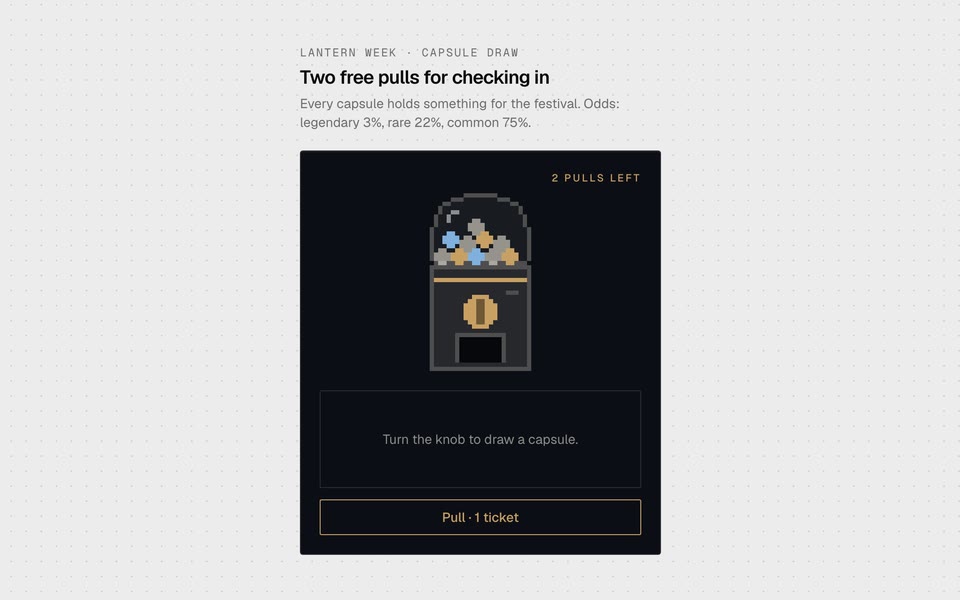 LANTERN WEEK · CAPSULE DRAW
Two free pulls for checking in
Every capsule holds something for the festival. Odds:
legendary 3%, rare 22%, common 75%.
2 PULLS LEFT
Turn the knob to draw a capsule.
Pull · 1 ticket